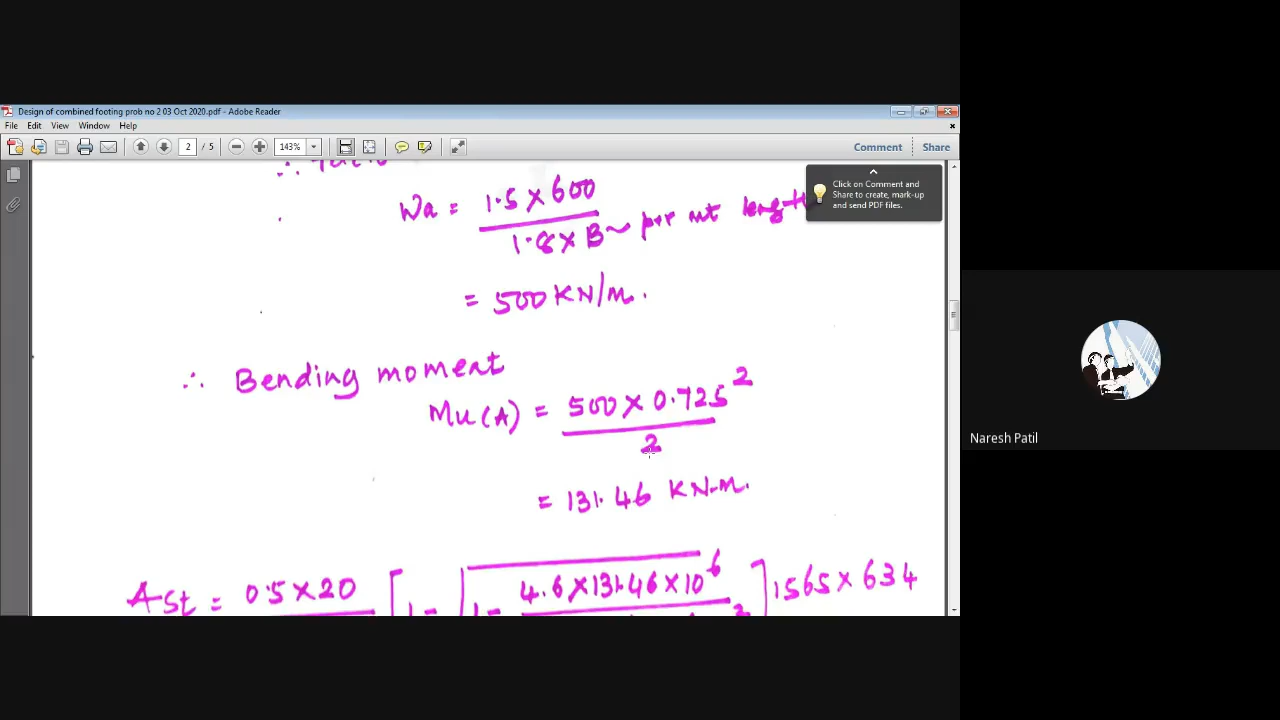 Design of combined footing prob no 2 03 Oct 2020.pdf - Adobe Reader
File Edit View Window Help
2 / 5 143% Comment Share
Click on Comment and
Share to create, mark-up
and send PDF files.
Wa = 1.5 × 600
1.8 × B per mt length
= 500 KN/m.
∴ Bending moment
Mu(A) = 500 × 0.725²
2
= 131.46 KN-m.
Ast = 0.5 × 20 [1 - √1 - 4.6 × 131.46 × 10⁶ ] 1565 × 634
Naresh Patil